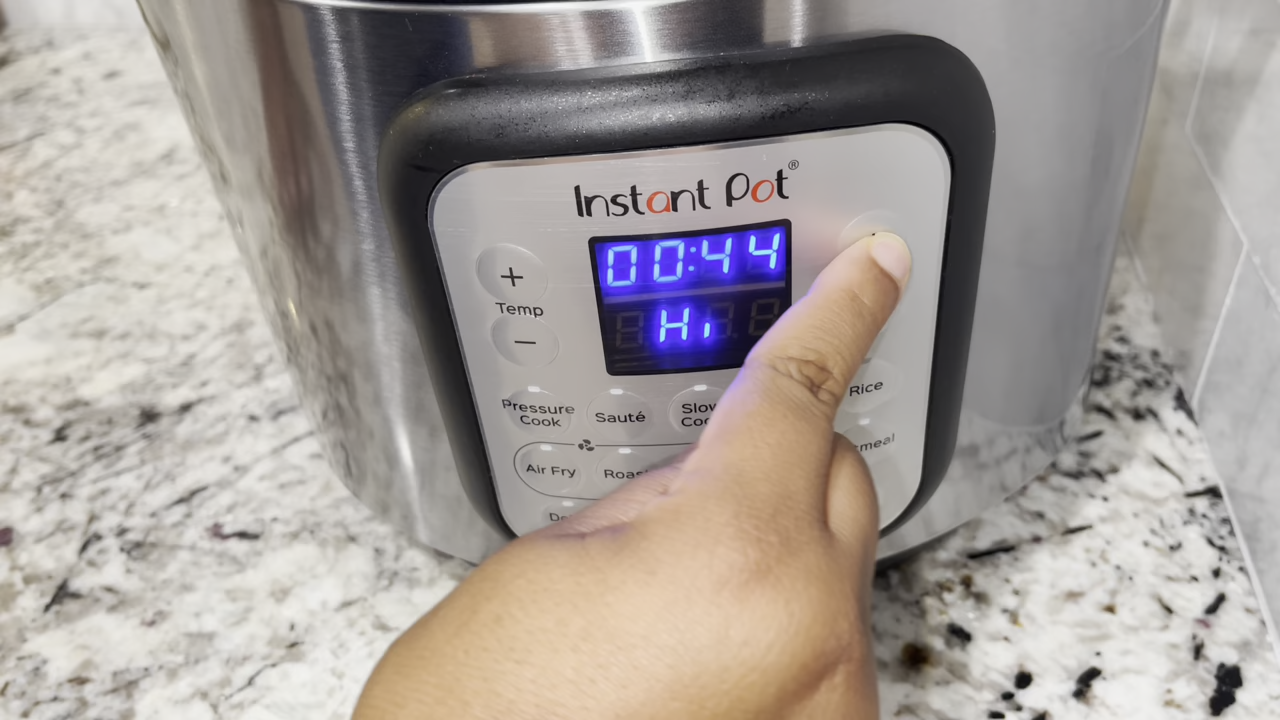 Instant Pot®
00:44
+
Temp
Hi
−
Pressure
Cook
Sauté
Rice
Air Fry